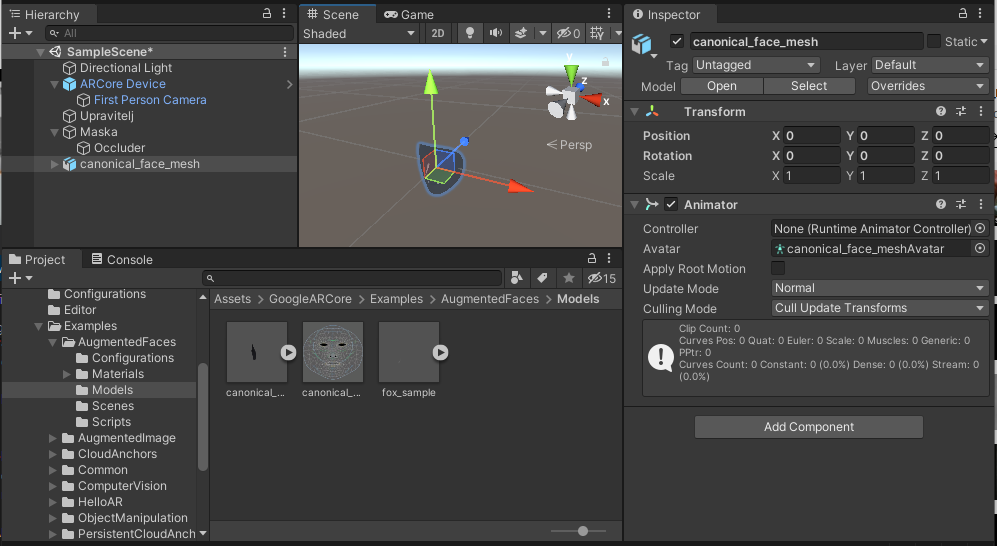 Hierarchy
All
SampleScene*
Directional Light
ARCore Device
First Person Camera
Upravitelj
Maska
Occluder
canonical_face_mesh
Scene
Game
Shaded
2D
0
y
z
x
Persp
Project
Console
15
Configurations
Editor
Examples
AugmentedFaces
Configurations
Materials
Models
Scenes
Scripts
AugmentedImage
CloudAnchors
Common
ComputerVision
HelloAR
ObjectManipulation
PersistentCloudAnch
Assets > GoogleARCore > Examples > AugmentedFaces > Models
canonical_... canonical_... fox_sample
Inspector
canonical_face_mesh Static
Tag Untagged Layer Default
Model Open Select Overrides
Transform
Position X 0 Y 0 Z 0
Rotation X 0 Y 0 Z 0
Scale X 1 Y 1 Z 1
Animator
Controller None (Runtime Animator Controller)
Avatar canonical_face_meshAvatar
Apply Root Motion
Update Mode Normal
Culling Mode Cull Update Transforms
Clip Count: 0
Curves Pos: 0 Quat: 0 Euler: 0 Scale: 0 Muscles: 0 Generic: 0
PPtr: 0
Curves Count: 0 Constant: 0 (0.0%) Dense: 0 (0.0%) Stream: 0
(0.0%)
Add Component